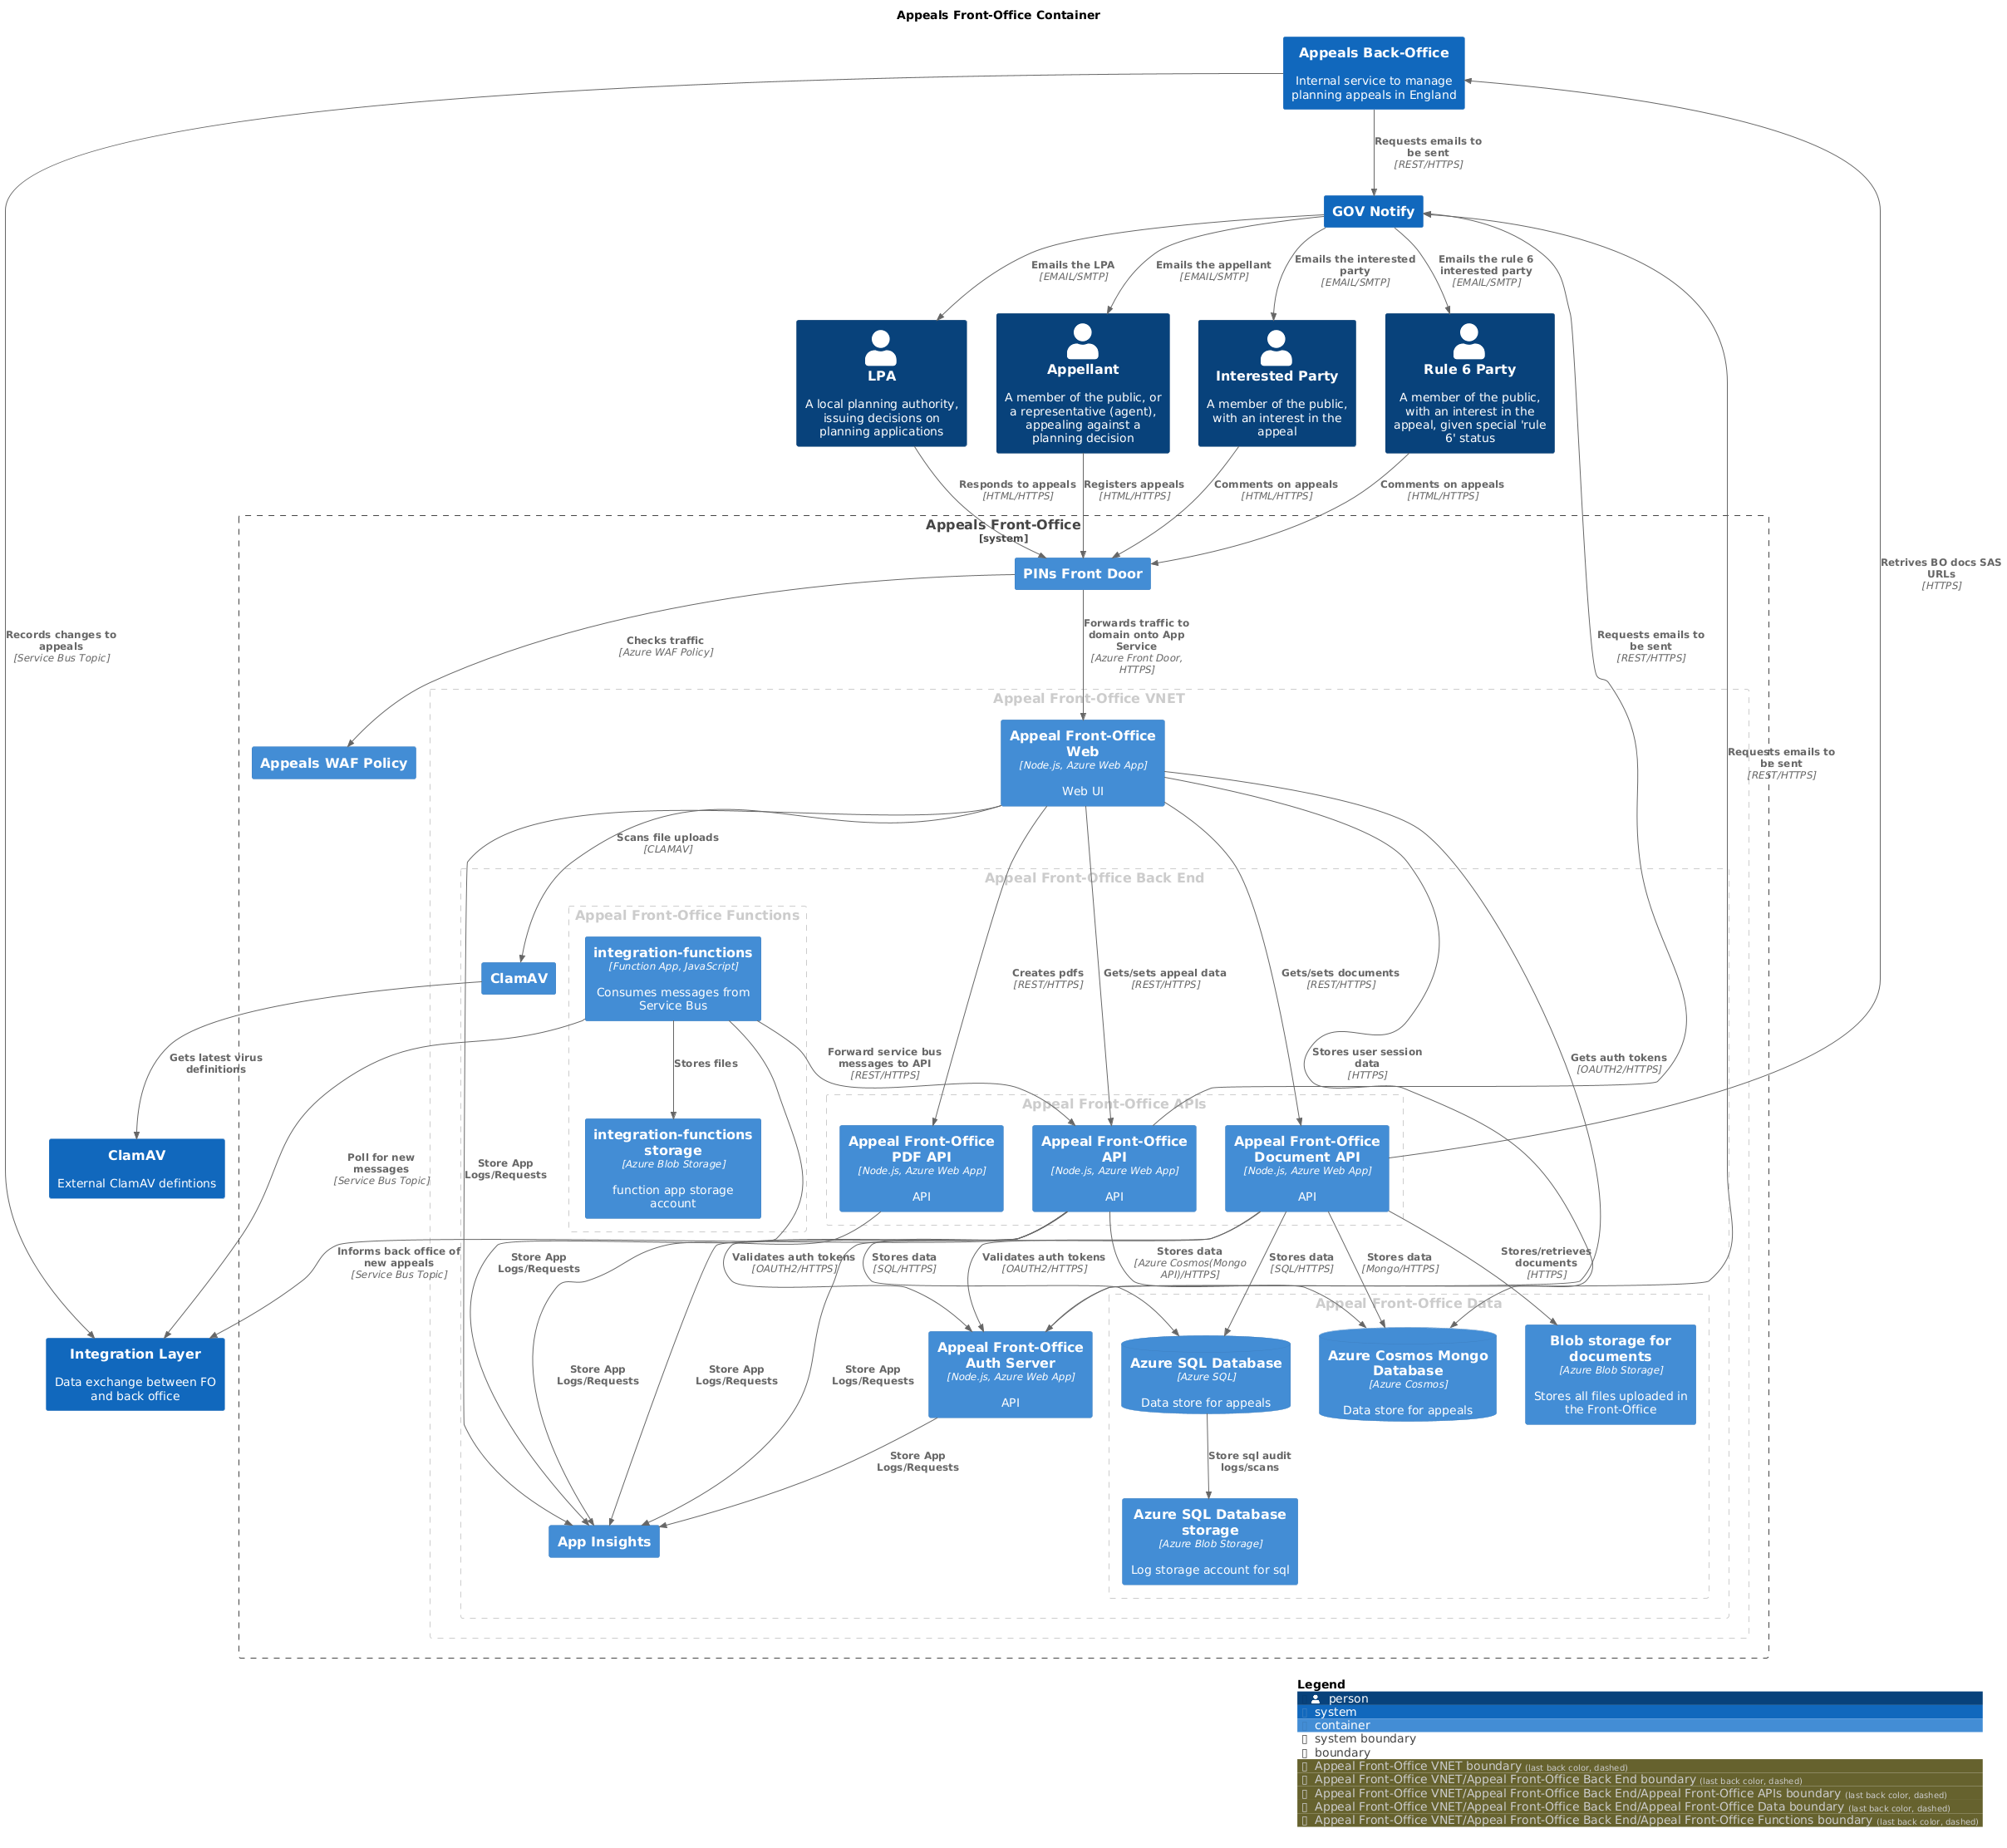 Appeals Front-Office Container
Appeals Back-Office
Internal service to manage
planning appeals in England
Requests emails to
be sent
[REST/HTTPS]
GOV Notify
Emails the LPA
[EMAIL/SMTP]
Emails the appellant
[EMAIL/SMTP]
Emails the interested
party
[EMAIL/SMTP]
Emails the rule 6
interested party
[EMAIL/SMTP]
LPA
A local planning authority,
issuing decisions on
planning applications
Appellant
A member of the public, or
a representative (agent),
appealing against a
planning decision
Interested Party
A member of the public,
with an interest in the
appeal
Rule 6 Party
A member of the public,
with an interest in the
appeal, given special 'rule
6' status
Responds to appeals
[HTML/HTTPS]
Registers appeals
[HTML/HTTPS]
Comments on appeals
[HTML/HTTPS]
Comments on appeals
[HTML/HTTPS]
Appeals Front-Office
[system]
PINs Front Door
Retrives BO docs SAS
URLs
[HTTPS]
Records changes to
appeals
[Service Bus Topic]
Checks traffic
[Azure WAF Policy]
Forwards traffic to
domain onto App
Service
[Azure Front Door,
HTTPS]
Requests emails to
be sent
[REST/HTTPS]
Appeal Front-Office VNET
Appeals WAF Policy
Appeal Front-Office
Web
[Node.js, Azure Web App]
Web UI
Requests emails to
be sent
[REST/HTTPS]
Scans file uploads
[CLAMAV]
Appeal Front-Office Back End
Appeal Front-Office Functions
integration-functions
[Function App, JavaScript]
Consumes messages from
Service Bus
ClamAV
Creates pdfs
[REST/HTTPS]
Gets/sets appeal data
[REST/HTTPS]
Gets/sets documents
[REST/HTTPS]
Gets latest virus
definitions
Stores files
Forward service bus
messages to API
[REST/HTTPS]
Stores user session
data
[HTTPS]
Gets auth tokens
[OAUTH2/HTTPS]
Appeal Front-Office APIs
ClamAV
External ClamAV defintions
Poll for new
messages
[Service Bus Topic]
Store App
Logs/Requests
integration-functions
storage
[Azure Blob Storage]
function app storage
account
Appeal Front-Office
PDF API
[Node.js, Azure Web App]
API
Appeal Front-Office
API
[Node.js, Azure Web App]
API
Appeal Front-Office
Document API
[Node.js, Azure Web App]
API
Informs back office of
new appeals
[Service Bus Topic]
Store App
Logs/Requests
Validates auth tokens
[OAUTH2/HTTPS]
Stores data
[SQL/HTTPS]
Validates auth tokens
[OAUTH2/HTTPS]
Stores data
[Azure Cosmos(Mongo
API)/HTTPS]
Stores data
[SQL/HTTPS]
Stores data
[Mongo/HTTPS]
Stores/retrieves
documents
[HTTPS]
Appeal Front-Office Data
Integration Layer
Data exchange between FO
and back office
Store App
Logs/Requests
Store App
Logs/Requests
Store App
Logs/Requests
Appeal Front-Office
Auth Server
[Node.js, Azure Web App]
API
Azure SQL Database
[Azure SQL]
Data store for appeals
Azure Cosmos Mongo
Database
[Azure Cosmos]
Data store for appeals
Blob storage for
documents
[Azure Blob Storage]
Stores all files uploaded in
the Front-Office
Store App
Logs/Requests
Store sql audit
logs/scans
App Insights
Azure SQL Database
storage
[Azure Blob Storage]
Log storage account for sql
Legend
person
system
container
system boundary
boundary
Appeal Front-Office VNET boundary (last back color, dashed)
Appeal Front-Office VNET/Appeal Front-Office Back End boundary (last back color, dashed)
Appeal Front-Office VNET/Appeal Front-Office Back End/Appeal Front-Office APIs boundary (last back color, dashed)
Appeal Front-Office VNET/Appeal Front-Office Back End/Appeal Front-Office Data boundary (last back color, dashed)
Appeal Front-Office VNET/Appeal Front-Office Back End/Appeal Front-Office Functions boundary (last back color, dashed)